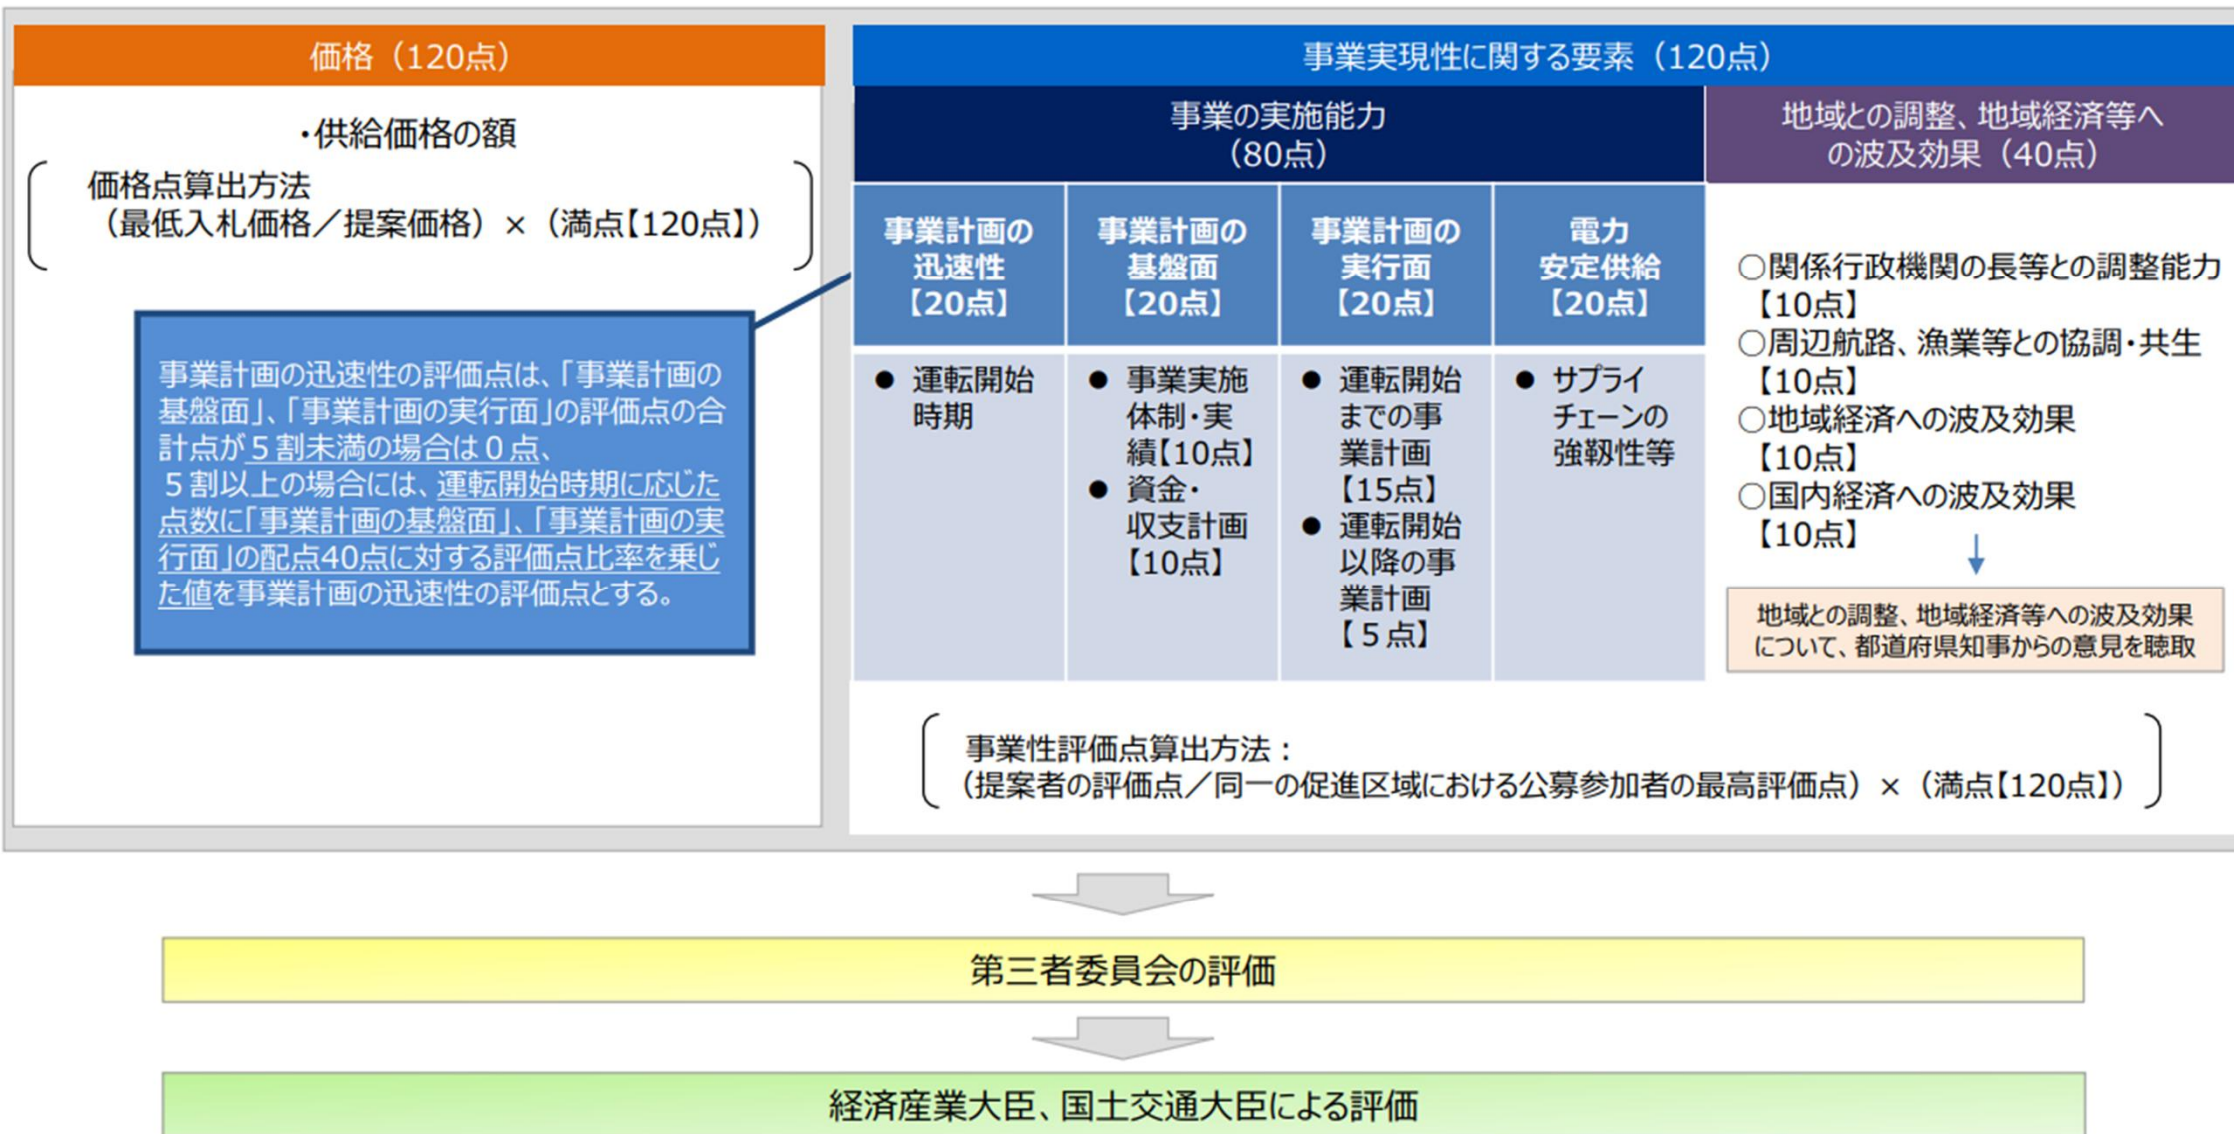 価格（120点）
・供給価格の額
価格点算出方法
（最低入札価格／提案価格）×（満点【120点】）
事業計画の迅速性の評価点は、「事業計画の
基盤面」、「事業計画の実行面」の評価点の合
計点が５割未満の場合は０点、
５割以上の場合には、運転開始時期に応じた
点数に「事業計画の基盤面」、「事業計画の実
行面」の配点40点に対する評価点比率を乗じ
た値を事業計画の迅速性の評価点とする。
事業実現性に関する要素（120点）
事業の実施能力
（80点）
事業計画の
迅速性
【20点】
● 運転開始
時期
事業計画の
基盤面
【20点】
● 事業実施
体制・実
績【10点】
● 資金・
収支計画
【10点】
事業計画の
実行面
【20点】
● 運転開始
までの事
業計画
【15点】
● 運転開始
以降の事
業計画
【５点】
電力
安定供給
【20点】
● サプライ
チェーンの
強靱性等
地域との調整、地域経済等へ
の波及効果（40点）
○関係行政機関の長等との調整能力
【10点】
○周辺航路、漁業等との協調・共生
【10点】
○地域経済への波及効果
【10点】
○国内経済への波及効果
【10点】
地域との調整、地域経済等への波及効果
について、都道府県知事からの意見を聴取
事業性評価点算出方法：
（提案者の評価点／同一の促進区域における公募参加者の最高評価点）×（満点【120点】）
第三者委員会の評価
経済産業大臣、国土交通大臣による評価